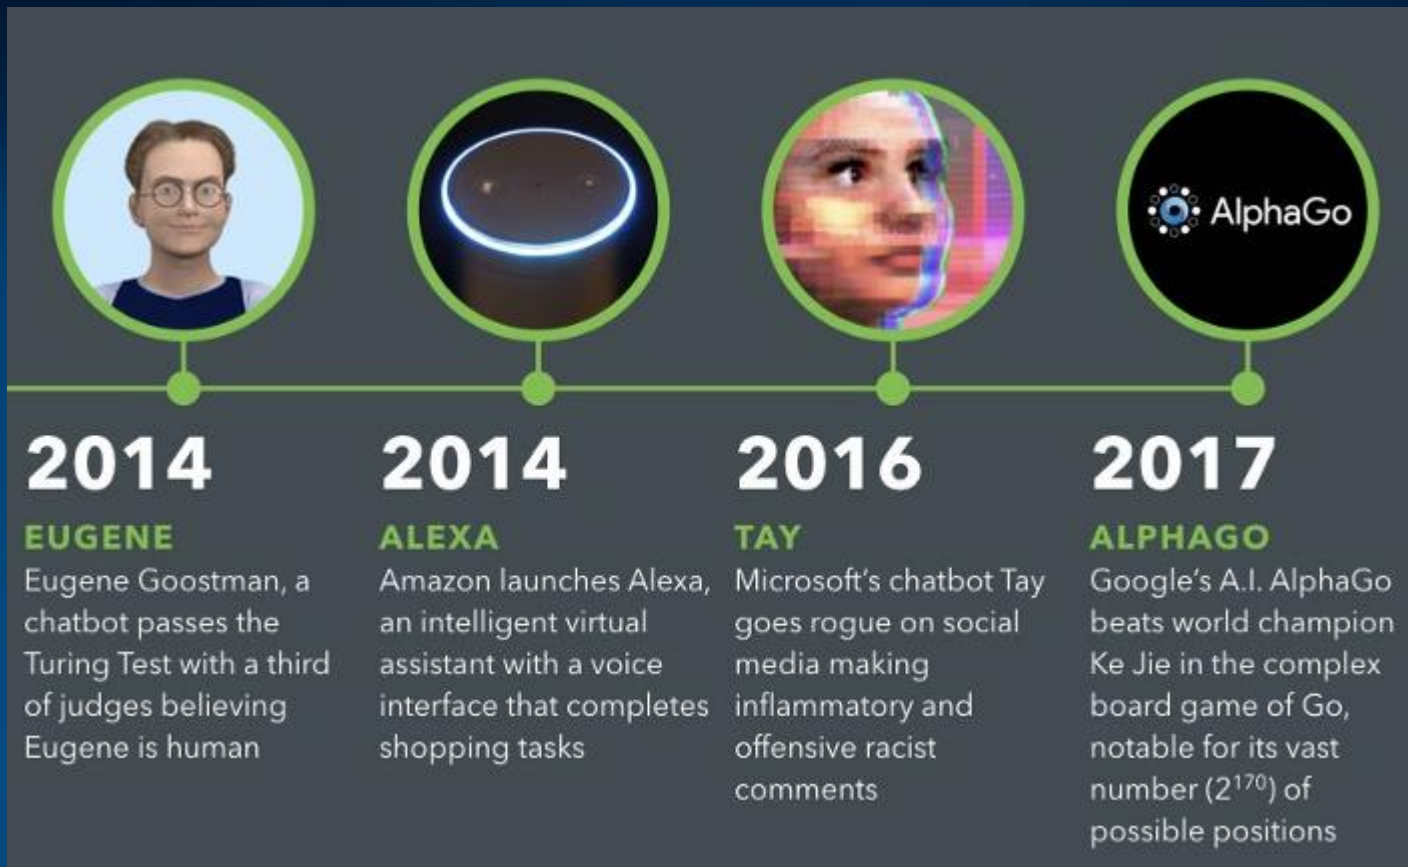 AlphaGo
2014
EUGENE
Eugene Goostman, a
chatbot passes the
Turing Test with a third
of judges believing
Eugene is human
2014
ALEXA
Amazon launches Alexa,
an intelligent virtual
assistant with a voice
interface that completes
shopping tasks
2016
TAY
Microsoft's chatbot Tay
goes rogue on social
media making
inflammatory and
offensive racist
comments
2017
ALPHAGO
Google's A.I. AlphaGo
beats world champion
Ke Jie in the complex
board game of Go,
notable for its vast
number (2¹⁷⁰) of
possible positions